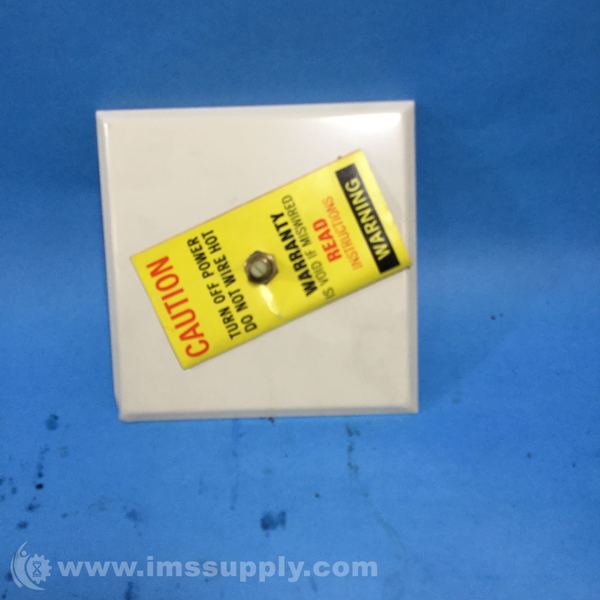 CAUTION
TURN OFF POWER
DO NOT WIRE HOT
WARRANTY
IS VOID IF MISWIRED
READ
INSTRUCTIONS
WARNING
www.imssupply.com